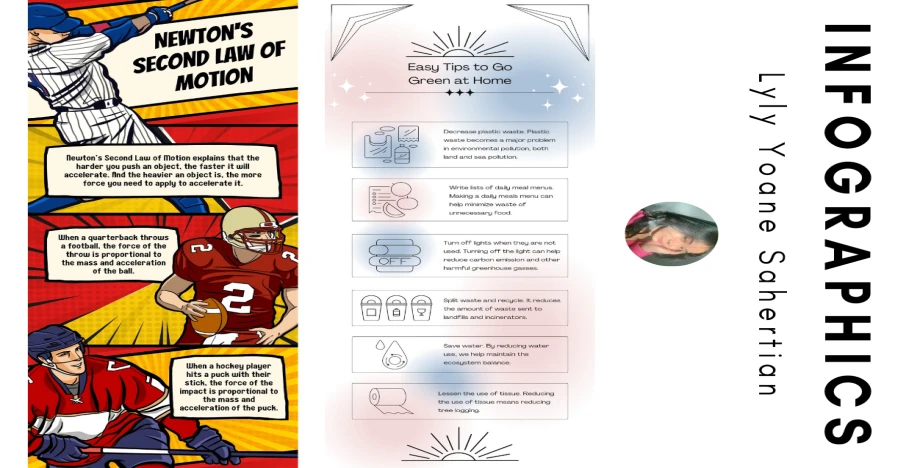 NEWTON'S
SECOND LAW OF
MOTION
Newton's Second Law of Motion explains that the
harder you push an object, the faster it will
accelerate. And the heavier an object is, the more
force you need to apply to accelerate it.
When a quarterback throws
a football, the force of the
throw is proportional to
the mass and acceleration
of the ball.
2
2
When a hockey player
hits a puck with their
stick, the force of the
impact is proportional to
the mass and
acceleration of the puck.
Easy Tips to Go
Green at Home
Decrease plastic waste. Plastic
waste becomes a major problem
in environmental pollution, both
land and sea pollution.
Write lists of daily meal menus.
Making a daily meals menu can
help minimize waste of
unnecessary food.
OFF
Turn off lights when they are not
used. Turning off the light can help
reduce carbon emission and other
harmful greenhouse gasses.
Split waste and recycle. It reduces
the amount of waste sent to
landfills and incinerators.
Save water. By reducing water
use, we help maintain the
ecosystem balance.
Lessen the use of tissue. Reducing
the use of tissue means reducing
tree logging.
INFOGRAPHICS
Lyly Yoane Sahertian